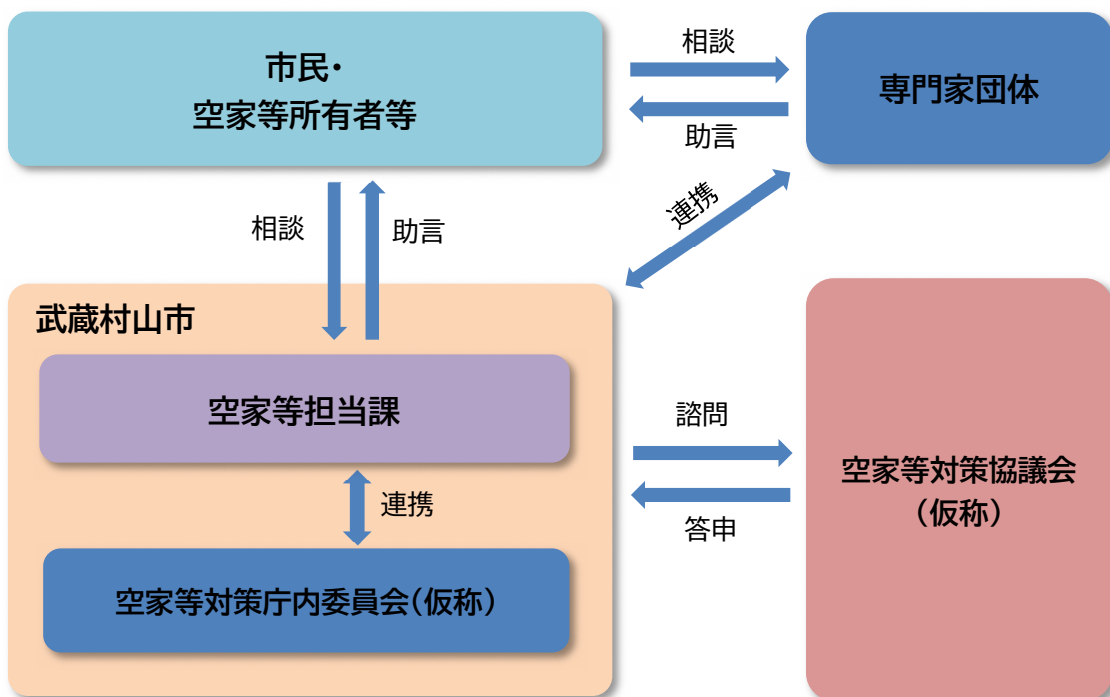 市民・
空家等所有者等
相談
助言
専門家団体
相談
助言
連携
武蔵村山市
空家等担当課
連携
空家等対策庁内委員会（仮称）
諮問
答申
空家等対策協議会
（仮称）